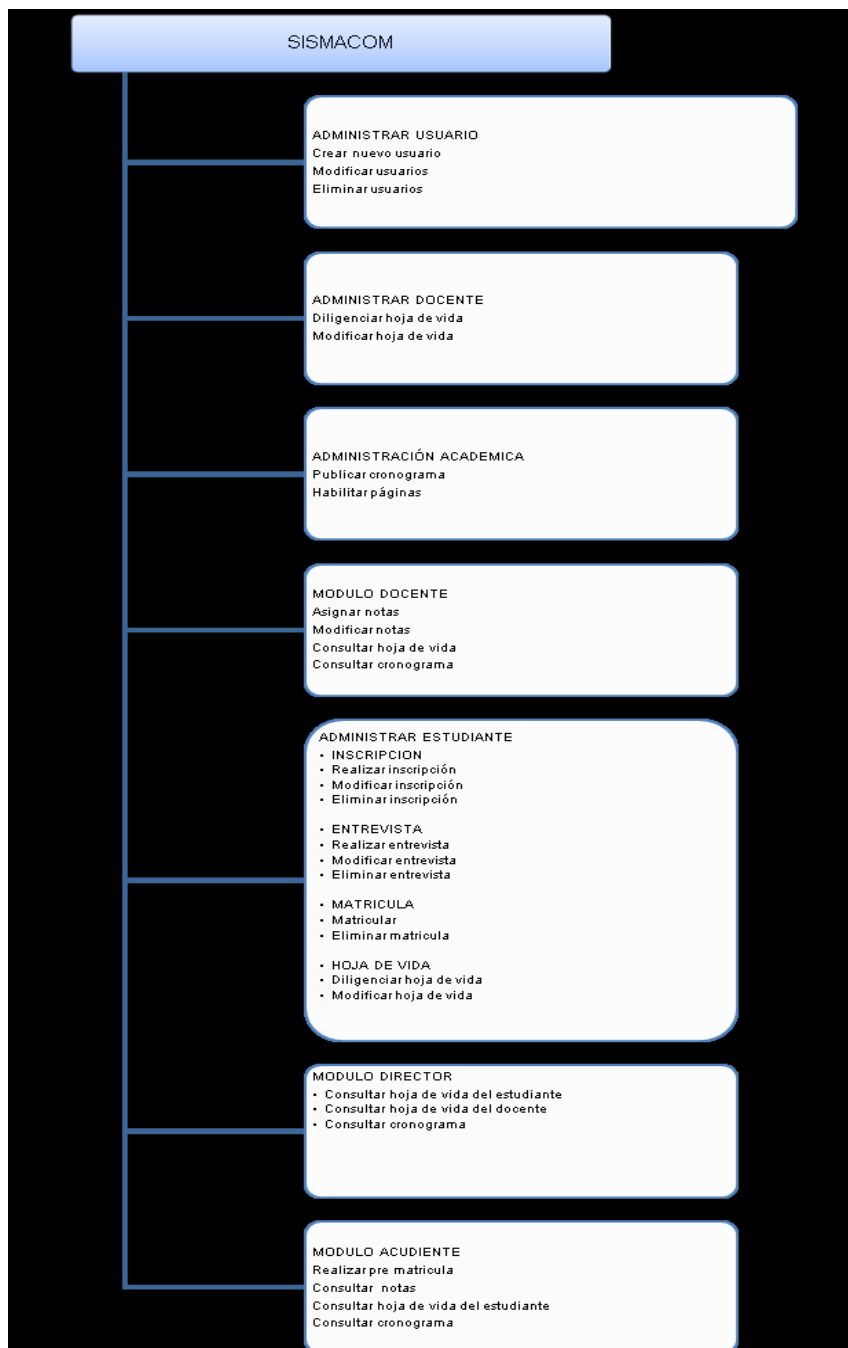 SISMACOM
ADMINISTRAR USUARIO
Crear nuevo usuario
Modificar usuarios
Eliminar usuarios
ADMINISTRAR DOCENTE
Diligenciar hoja de vida
Modificar hoja de vida
ADMINISTRACIÓN ACADEMICA
Publicar cronograma
Habilitar páginas
MODULO DOCENTE
Asignar notas
Modificar notas
Consultar hoja de vida
Consultar cronograma
ADMINISTRAR ESTUDIANTE
• INSCRIPCION
• Realizar inscripción
• Modificar inscripción
• Eliminar inscripción
• ENTREVISTA
• Realizar entrevista
• Modificar entrevista
• Eliminar entrevista
• MATRICULA
• Matricular
• Eliminar matricula
• HOJA DE VIDA
• Diligenciar hoja de vida
• Modificar hoja de vida
MODULO DIRECTOR
• Consultar hoja de vida del estudiante
• Consultar hoja de vida del docente
• Consultar cronograma
MODULO ACUDIENTE
Realizar pre matricula
Consultar notas
Consultar hoja de vida del estudiante
Consultar cronograma